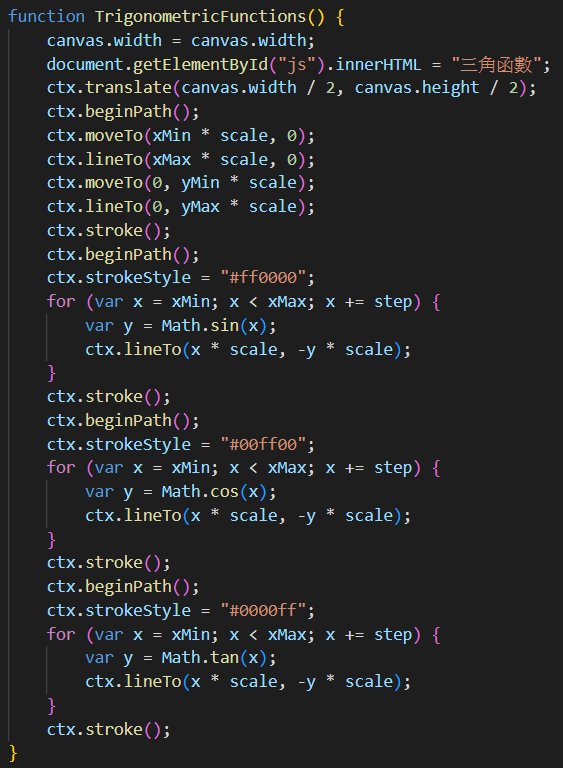 function TrigonometricFunctions() {
    canvas.width = canvas.width;
    document.getElementById("js").innerHTML = "三角函數";
    ctx.translate(canvas.width / 2, canvas.height / 2);
    ctx.beginPath();
    ctx.moveTo(xMin * scale, 0);
    ctx.lineTo(xMax * scale, 0);
    ctx.moveTo(0, yMin * scale);
    ctx.lineTo(0, yMax * scale);
    ctx.stroke();
    ctx.beginPath();
    ctx.strokeStyle = "#ff0000";
    for (var x = xMin; x < xMax; x += step) {
        var y = Math.sin(x);
        ctx.lineTo(x * scale, -y * scale);
    }
    ctx.stroke();
    ctx.beginPath();
    ctx.strokeStyle = "#00ff00";
    for (var x = xMin; x < xMax; x += step) {
        var y = Math.cos(x);
        ctx.lineTo(x * scale, -y * scale);
    }
    ctx.stroke();
    ctx.beginPath();
    ctx.strokeStyle = "#0000ff";
    for (var x = xMin; x < xMax; x += step) {
        var y = Math.tan(x);
        ctx.lineTo(x * scale, -y * scale);
    }
    ctx.stroke();
}